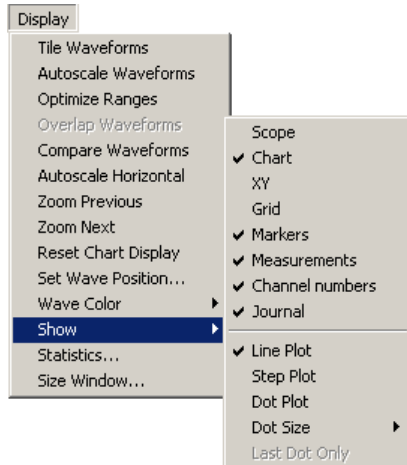 Display
Tile Waveforms
Autoscale Waveforms
Optimize Ranges
Overlap Waveforms
Compare Waveforms
Autoscale Horizontal
Zoom Previous
Zoom Next
Reset Chart Display
Set Wave Position...
Wave Color
Show
Statistics...
Size Window...
Scope
Chart
XY
Grid
Markers
Measurements
Channel numbers
Journal
Line Plot
Step Plot
Dot Plot
Dot Size
Last Dot Only